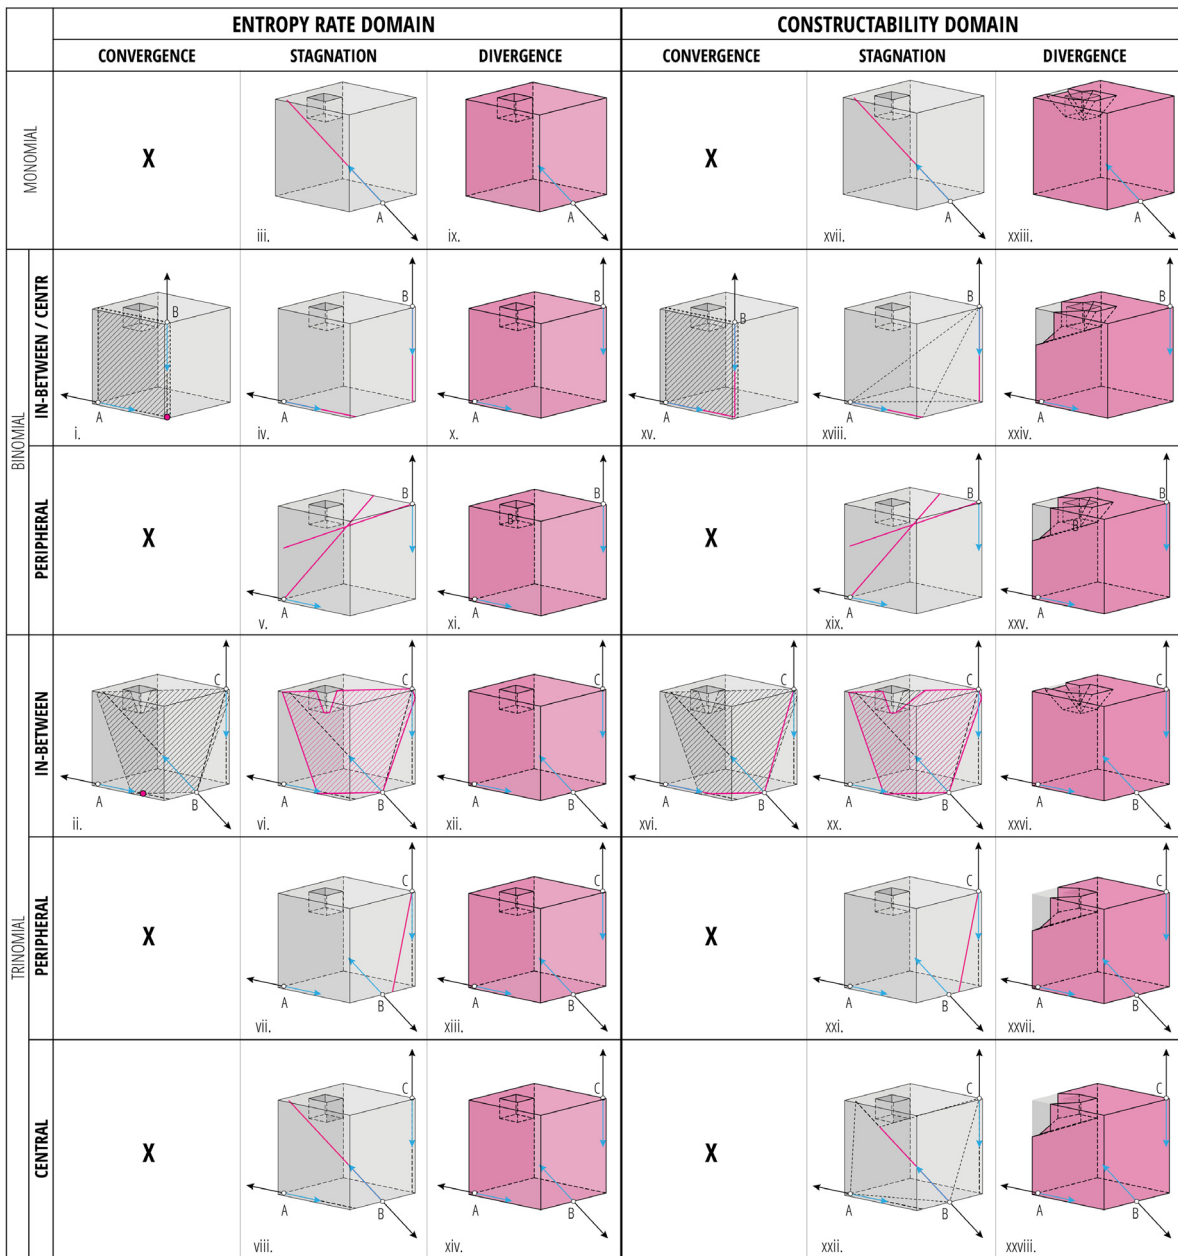 ENTROPY RATE DOMAIN CONSTRUCTABILITY DOMAIN
CONVERGENCE STAGNATION DIVERGENCE CONVERGENCE STAGNATION DIVERGENCE
MONOMIAL
X X
A A A A
iii. ix. xvii. xxiii.
BINOMIAL
IN-BETWEEN / CENTR
B B B B B B
A A A A A A
i. iv. x. xv. xviii. xxiv.
PERIPHERAL
X X
B B B B
B B
A A A A
v. xi. xix. xxv.
TRINOMIAL
IN-BETWEEN
C C C C C C
A B A B A B A B A B A B
ii. vi. xii. xvi. xx. xxvi.
PERIPHERAL
X X
C C C C
A B A B A B A B
vii. xiii. xxi. xxvii.
CENTRAL
X X
C C C C
A B A B A B A B
viii. xiv. xxii. xxviii.